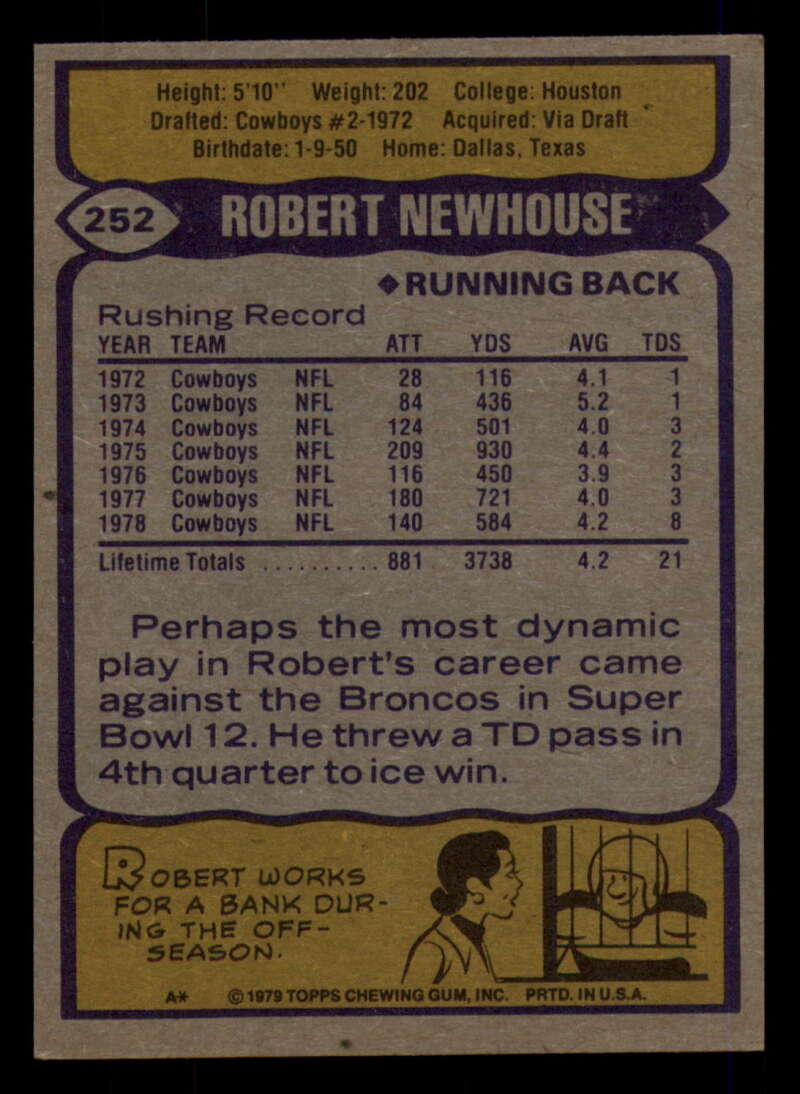 Height: 5'10" Weight: 202 College: Houston
Drafted: Cowboys #2-1972 Acquired: Via Draft
Birthdate: 1-9-50 Home: Dallas, Texas
252 ROBERT NEWHOUSE
◆RUNNING BACK
Rushing Record
YEAR TEAM ATT YDS AVG TDS
1972 Cowboys NFL 28 116 4.1 1
1973 Cowboys NFL 84 436 5.2 1
1974 Cowboys NFL 124 501 4.0 3
1975 Cowboys NFL 209 930 4.4 2
1976 Cowboys NFL 116 450 3.9 3
1977 Cowboys NFL 180 721 4.0 3
1978 Cowboys NFL 140 584 4.2 8
Lifetime Totals .......... 881 3738 4.2 21
Perhaps the most dynamic
play in Robert's career came
against the Broncos in Super
Bowl 12. He threw a TD pass in
4th quarter to ice win.
ROBERT WORKS
FOR A BANK DUR-
ING THE OFF-
SEASON.
A* © 1979 TOPPS CHEWING GUM, INC. PRTD. IN U.S.A.